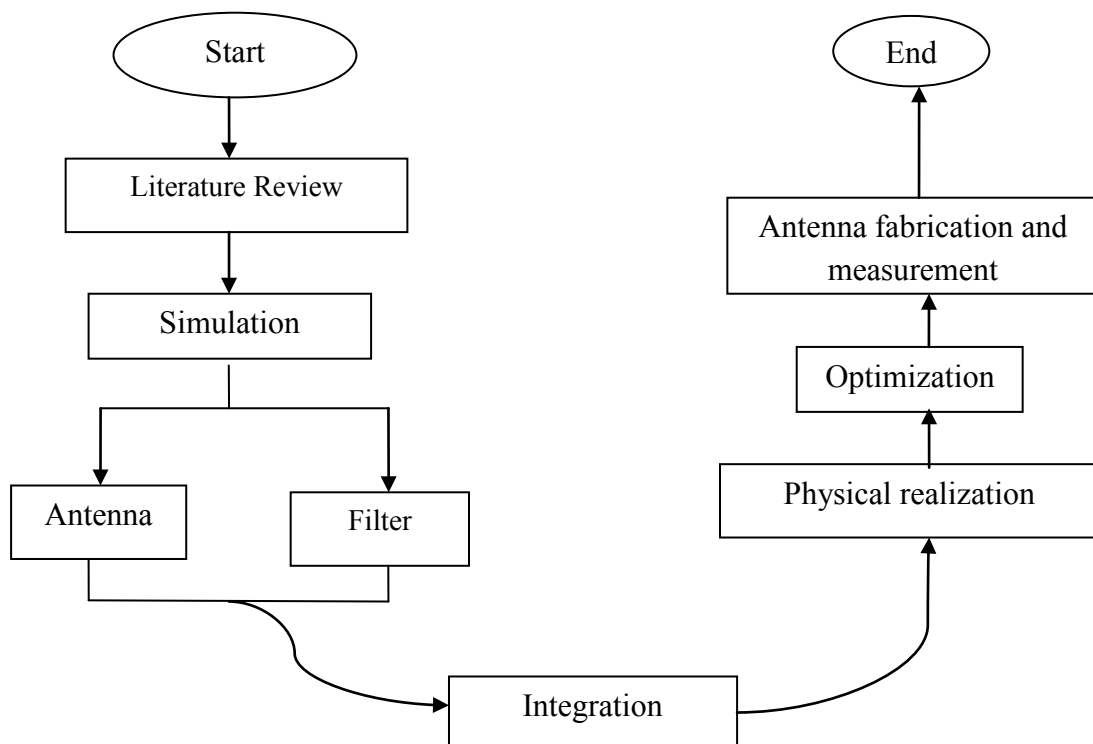 Start
Literature Review
Simulation
Antenna
Filter
Integration
Physical realization
Optimization
Antenna fabrication and
measurement
End